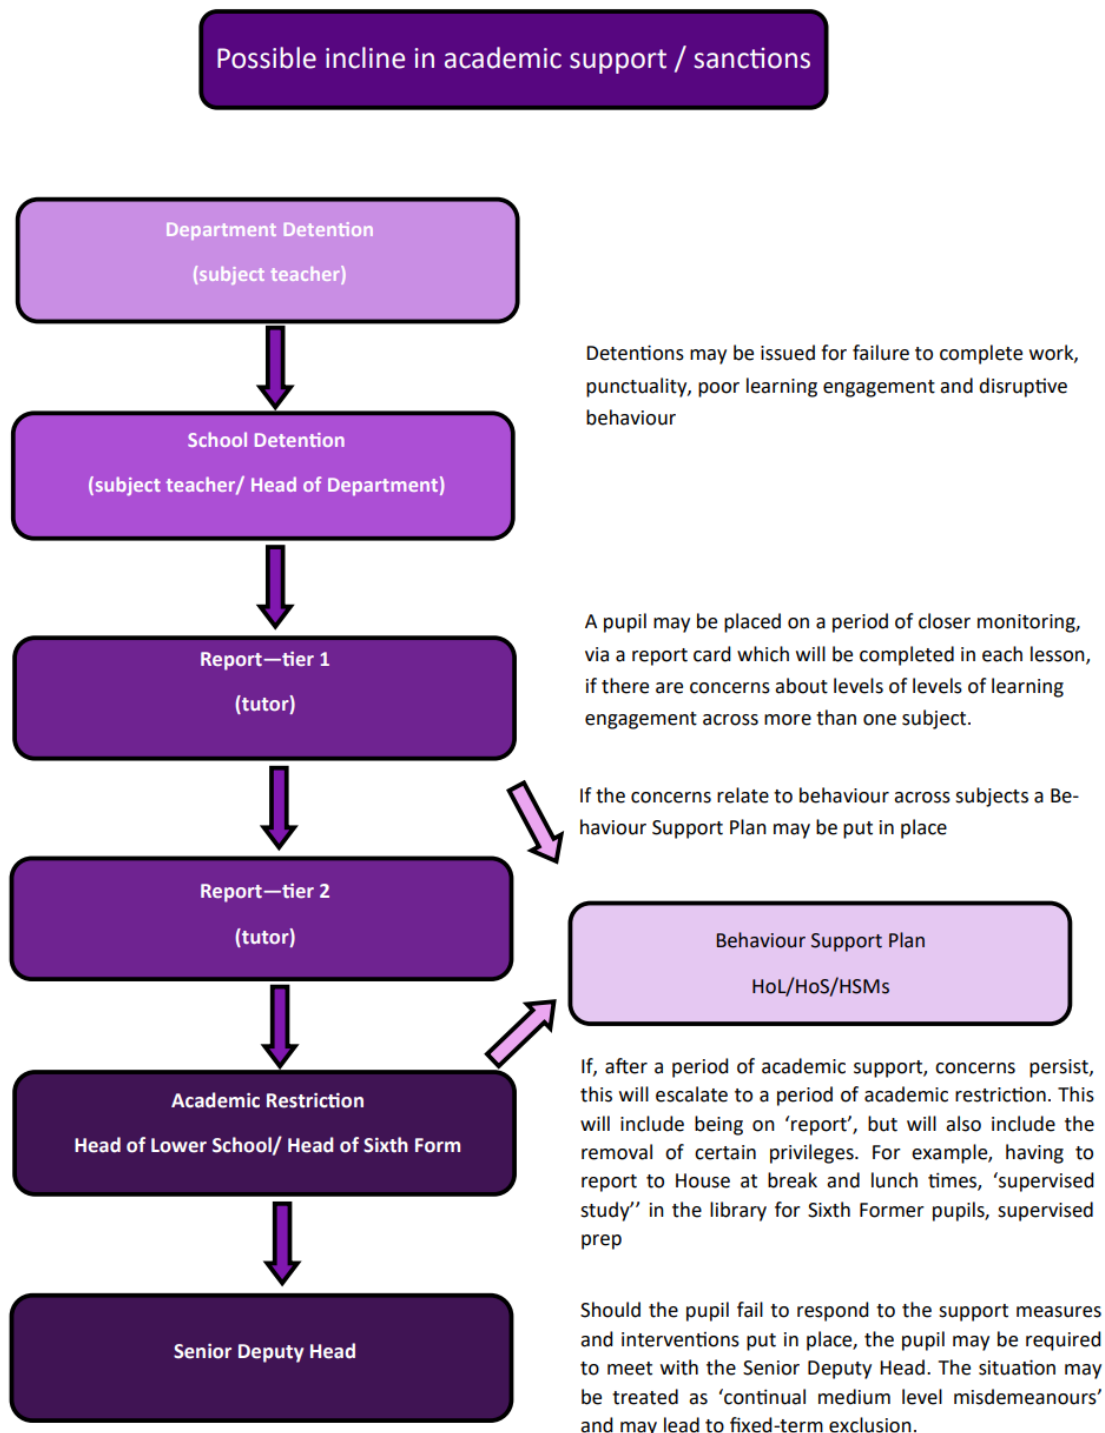 Possible incline in academic support / sanctions
Department Detention
(subject teacher)
Detentions may be issued for failure to complete work,
punctuality, poor learning engagement and disruptive
behaviour
School Detention
(subject teacher/ Head of Department)
A pupil may be placed on a period of closer monitoring,
via a report card which will be completed in each lesson,
if there are concerns about levels of levels of learning
engagement across more than one subject.
Report—tier 1
(tutor)
If the concerns relate to behaviour across subjects a Be-
haviour Support Plan may be put in place
Report—tier 2
(tutor)
Behaviour Support Plan
HoL/HoS/HSMs
Academic Restriction
Head of Lower School/ Head of Sixth Form
If, after a period of academic support, concerns persist,
this will escalate to a period of academic restriction. This
will include being on ‘report’, but will also include the
removal of certain privileges. For example, having to
report to House at break and lunch times, ‘supervised
study’’ in the library for Sixth Former pupils, supervised
prep
Senior Deputy Head
Should the pupil fail to respond to the support measures
and interventions put in place, the pupil may be required
to meet with the Senior Deputy Head. The situation may
be treated as ‘continual medium level misdemeanours’
and may lead to fixed-term exclusion.